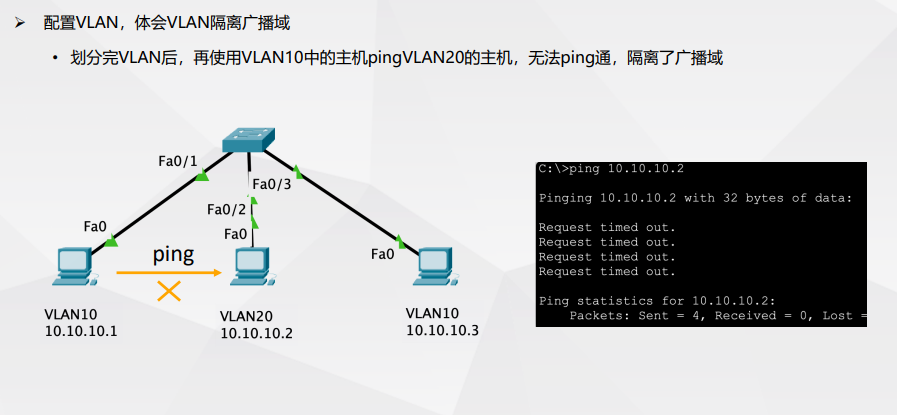 配置VLAN，体会VLAN隔离广播域
划分完VLAN后，再使用VLAN10中的主机pingVLAN20的主机，无法ping通，隔离了广播域
Fa0/1
Fa0/3
Fa0/2
Fa0
Fa0
Fa0
ping
VLAN10
10.10.10.1
VLAN20
10.10.10.2
VLAN10
10.10.10.3
C:\>ping 10.10.10.2
Pinging 10.10.10.2 with 32 bytes of data:
Request timed out.
Request timed out.
Request timed out.
Request timed out.
Ping statistics for 10.10.10.2:
Packets: Sent = 4, Received = 0, Lost =